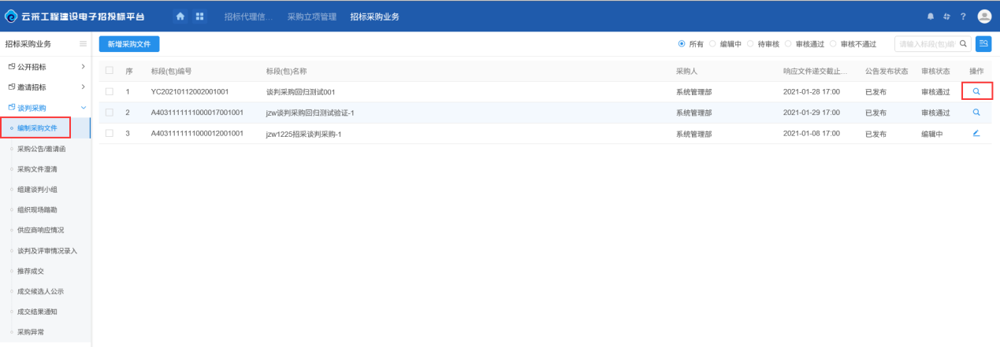 云采工程建设电子招投标平台 招标代理信... 采购立项管理 招标采购业务 ?
招标采购业务 新增采购文件 所有 编辑中 待审核 审核通过 审核不通过 请输入标段(包)编
公开招标
邀请招标
谈判采购
编制采购文件
采购公告/邀请函
采购文件澄清
组建谈判小组
组织现场踏勘
供应商响应情况
谈判及评审情况录入
推荐成交
成交候选人公示
成交结果通知
采购异常
序 标段(包)编号 标段(包)名称 采购人 响应文件递交截止... 公告发布状态 审核状态 操作
1 YC20210112002001001 谈判采购回归测试001 系统管理部 2021-01-28 17:00 已发布 审核通过
2 A4031111111000017001001 jzw谈判采购回归测试验证-1 系统管理部 2021-01-29 17:00 已发布 审核通过
3 A4031111111000012001001 jzw1225招采谈判采购-1 系统管理部 2021-01-08 17:00 已发布 编辑中